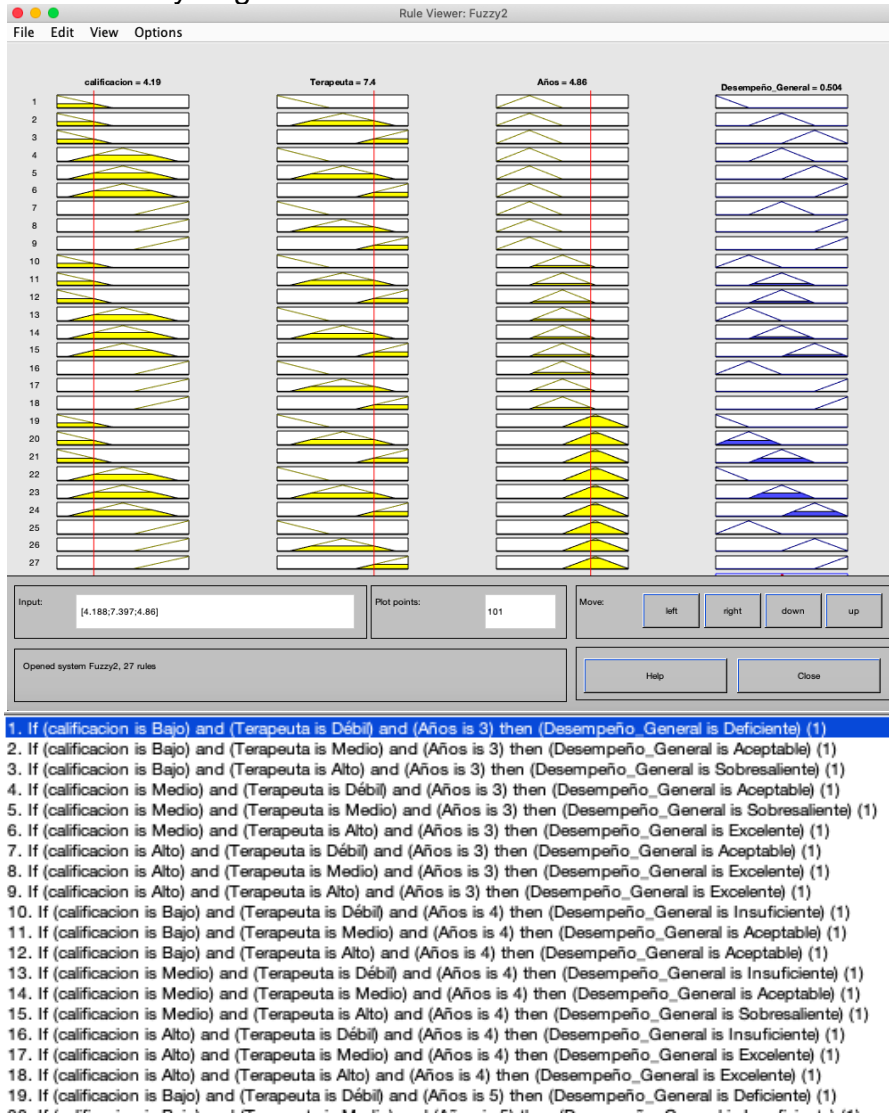 Rule Viewer: Fuzzy2
File Edit View Options
calificacion = 4.19
Terapeuta = 7.4
Años = 4.86
Desempeño_General = 0.504
1
2
3
4
5
6
7
8
9
10
11
12
13
14
15
16
17
18
19
20
21
22
23
24
25
26
27
Input:
[4.188;7.397;4.86]
Plot points:
101
Move:
left right down up
Opened system Fuzzy2, 27 rules
Help Close
1. If (calificacion is Bajo) and (Terapeuta is Débil) and (Años is 3) then (Desempeño_General is Deficiente) (1)
2. If (calificacion is Bajo) and (Terapeuta is Medio) and (Años is 3) then (Desempeño_General is Aceptable) (1)
3. If (calificacion is Bajo) and (Terapeuta is Alto) and (Años is 3) then (Desempeño_General is Sobresaliente) (1)
4. If (calificacion is Medio) and (Terapeuta is Débil) and (Años is 3) then (Desempeño_General is Aceptable) (1)
5. If (calificacion is Medio) and (Terapeuta is Medio) and (Años is 3) then (Desempeño_General is Sobresaliente) (1)
6. If (calificacion is Medio) and (Terapeuta is Alto) and (Años is 3) then (Desempeño_General is Excelente) (1)
7. If (calificacion is Alto) and (Terapeuta is Débil) and (Años is 3) then (Desempeño_General is Aceptable) (1)
8. If (calificacion is Alto) and (Terapeuta is Medio) and (Años is 3) then (Desempeño_General is Excelente) (1)
9. If (calificacion is Alto) and (Terapeuta is Alto) and (Años is 3) then (Desempeño_General is Excelente) (1)
10. If (calificacion is Bajo) and (Terapeuta is Débil) and (Años is 4) then (Desempeño_General is Insuficiente) (1)
11. If (calificacion is Bajo) and (Terapeuta is Medio) and (Años is 4) then (Desempeño_General is Aceptable) (1)
12. If (calificacion is Bajo) and (Terapeuta is Alto) and (Años is 4) then (Desempeño_General is Aceptable) (1)
13. If (calificacion is Medio) and (Terapeuta is Débil) and (Años is 4) then (Desempeño_General is Insuficiente) (1)
14. If (calificacion is Medio) and (Terapeuta is Medio) and (Años is 4) then (Desempeño_General is Aceptable) (1)
15. If (calificacion is Medio) and (Terapeuta is Alto) and (Años is 4) then (Desempeño_General is Sobresaliente) (1)
16. If (calificacion is Alto) and (Terapeuta is Débil) and (Años is 4) then (Desempeño_General is Insuficiente) (1)
17. If (calificacion is Alto) and (Terapeuta is Medio) and (Años is 4) then (Desempeño_General is Excelente) (1)
18. If (calificacion is Alto) and (Terapeuta is Alto) and (Años is 4) then (Desempeño_General is Excelente) (1)
19. If (calificacion is Bajo) and (Terapeuta is Débil) and (Años is 5) then (Desempeño_General is Deficiente) (1)